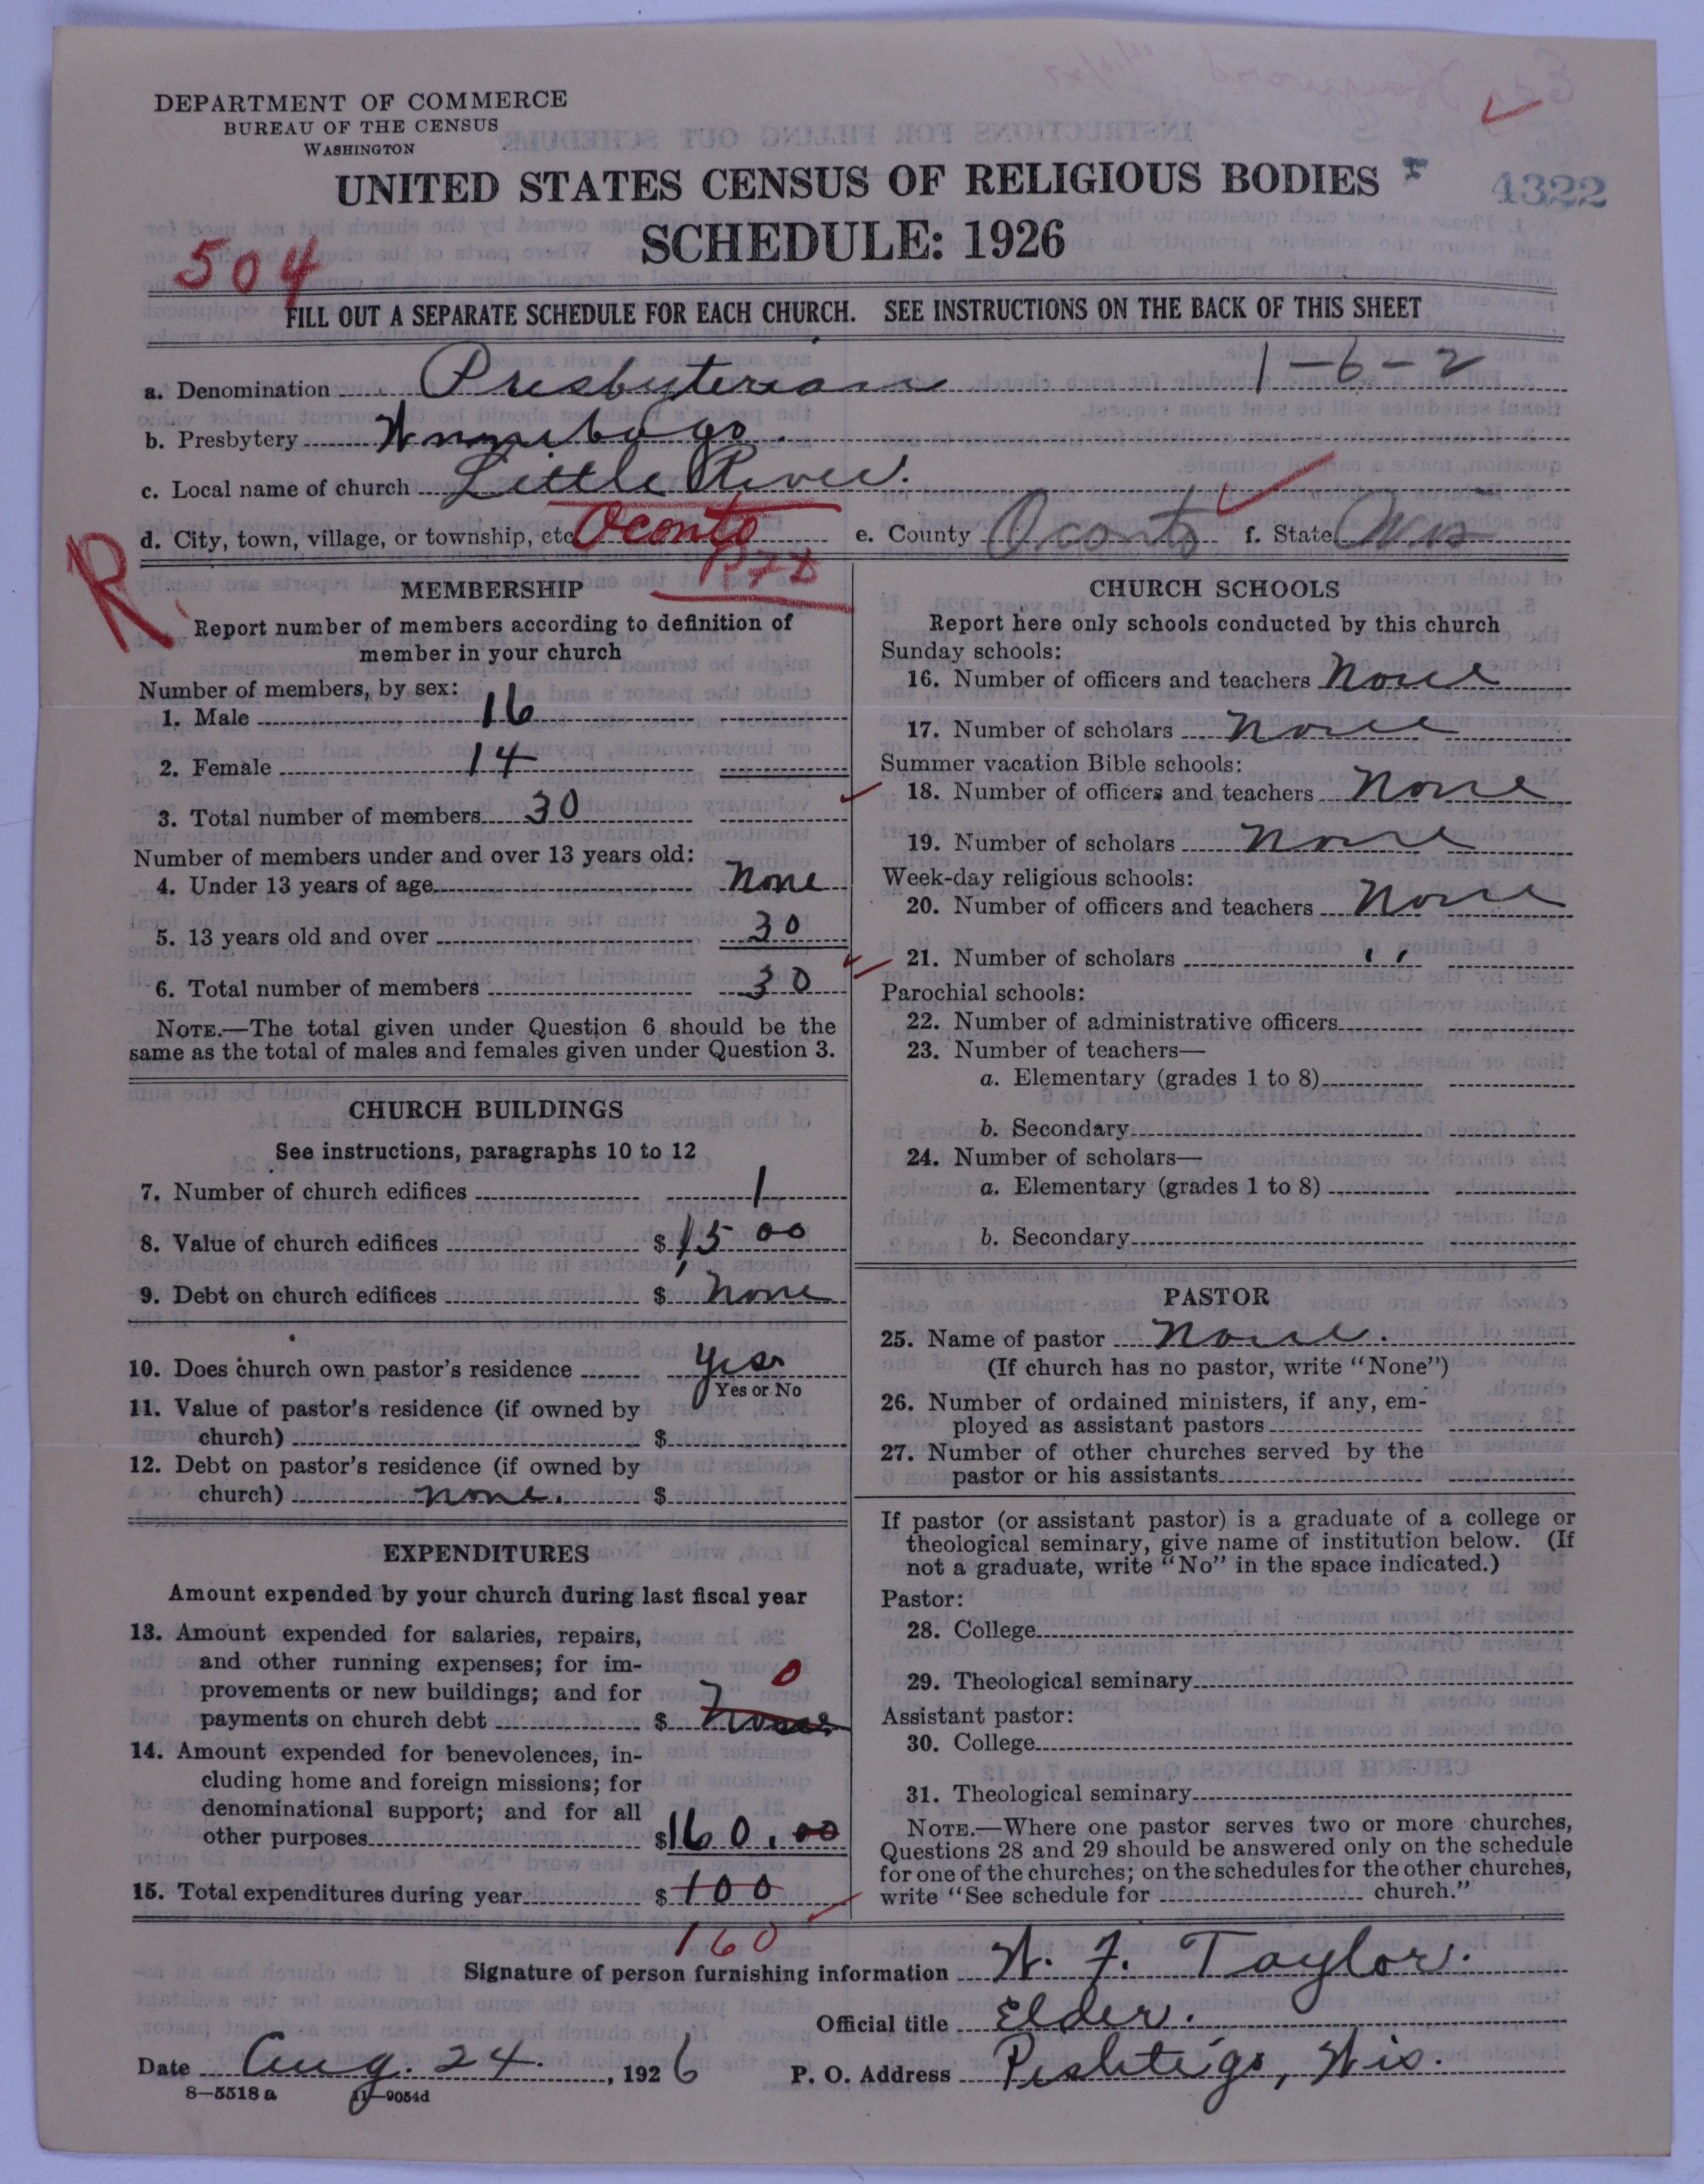 DEPARTMENT OF COMMERCE
BUREAU OF THE CENSUS
WASHINGTON
UNITED STATES CENSUS OF RELIGIOUS BODIES
4322
SCHEDULE: 1926
504
FILL OUT A SEPARATE SCHEDULE FOR EACH CHURCH. SEE INSTRUCTIONS ON THE BACK OF THIS SHEET
a. Denomination Presbyterian 1-6-2
b. Presbytery Winnebago.
c. Local name of church Little River.
d. City, town, village, or township, etc. Oconto e. County Oconto f. State Wis
R
MEMBERSHIP
Report number of members according to definition of
member in your church
Number of members, by sex:
1. Male 16
2. Female 14
3. Total number of members 30
Number of members under and over 13 years old:
4. Under 13 years of age None
5. 13 years old and over 30
6. Total number of members 30
NOTE.—The total given under Question 6 should be the
same as the total of males and females given under Question 3.
CHURCH BUILDINGS
See instructions, paragraphs 10 to 12
7. Number of church edifices 1
8. Value of church edifices $1,500
9. Debt on church edifices $ None
10. Does church own pastor's residence Yes
Yes or No
11. Value of pastor's residence (if owned by
church) $
12. Debt on pastor's residence (if owned by
church) None. $
EXPENDITURES
Amount expended by your church during last fiscal year
13. Amount expended for salaries, repairs,
and other running expenses; for im-
provements or new buildings; and for
0
payments on church debt $ None
14. Amount expended for benevolences, in-
cluding home and foreign missions; for
denominational support; and for all
other purposes $160.00
15. Total expenditures during year $100
160
CHURCH SCHOOLS
Report here only schools conducted by this church
Sunday schools:
16. Number of officers and teachers None
17. Number of scholars None
Summer vacation Bible schools:
18. Number of officers and teachers None
19. Number of scholars None
Week-day religious schools:
20. Number of officers and teachers None
21. Number of scholars "
Parochial schools:
22. Number of administrative officers
23. Number of teachers—
a. Elementary (grades 1 to 8)
b. Secondary
24. Number of scholars—
a. Elementary (grades 1 to 8)
b. Secondary
PASTOR
25. Name of pastor None.
(If church has no pastor, write "None")
26. Number of ordained ministers, if any, em-
ployed as assistant pastors
27. Number of other churches served by the
pastor or his assistants
If pastor (or assistant pastor) is a graduate of a college or
theological seminary, give name of institution below. (If
not a graduate, write "No" in the space indicated.)
Pastor:
28. College
29. Theological seminary
Assistant pastor:
30. College
31. Theological seminary
NOTE.—Where one pastor serves two or more churches,
Questions 28 and 29 should be answered only on the schedule
for one of the churches; on the schedules for the other churches,
write "See schedule for church."
Signature of person furnishing information W. F. Taylor.
Official title Elder.
Date Aug. 24. , 1926 P. O. Address Peshtigo, Wis.
8—5518 a 11—9054d